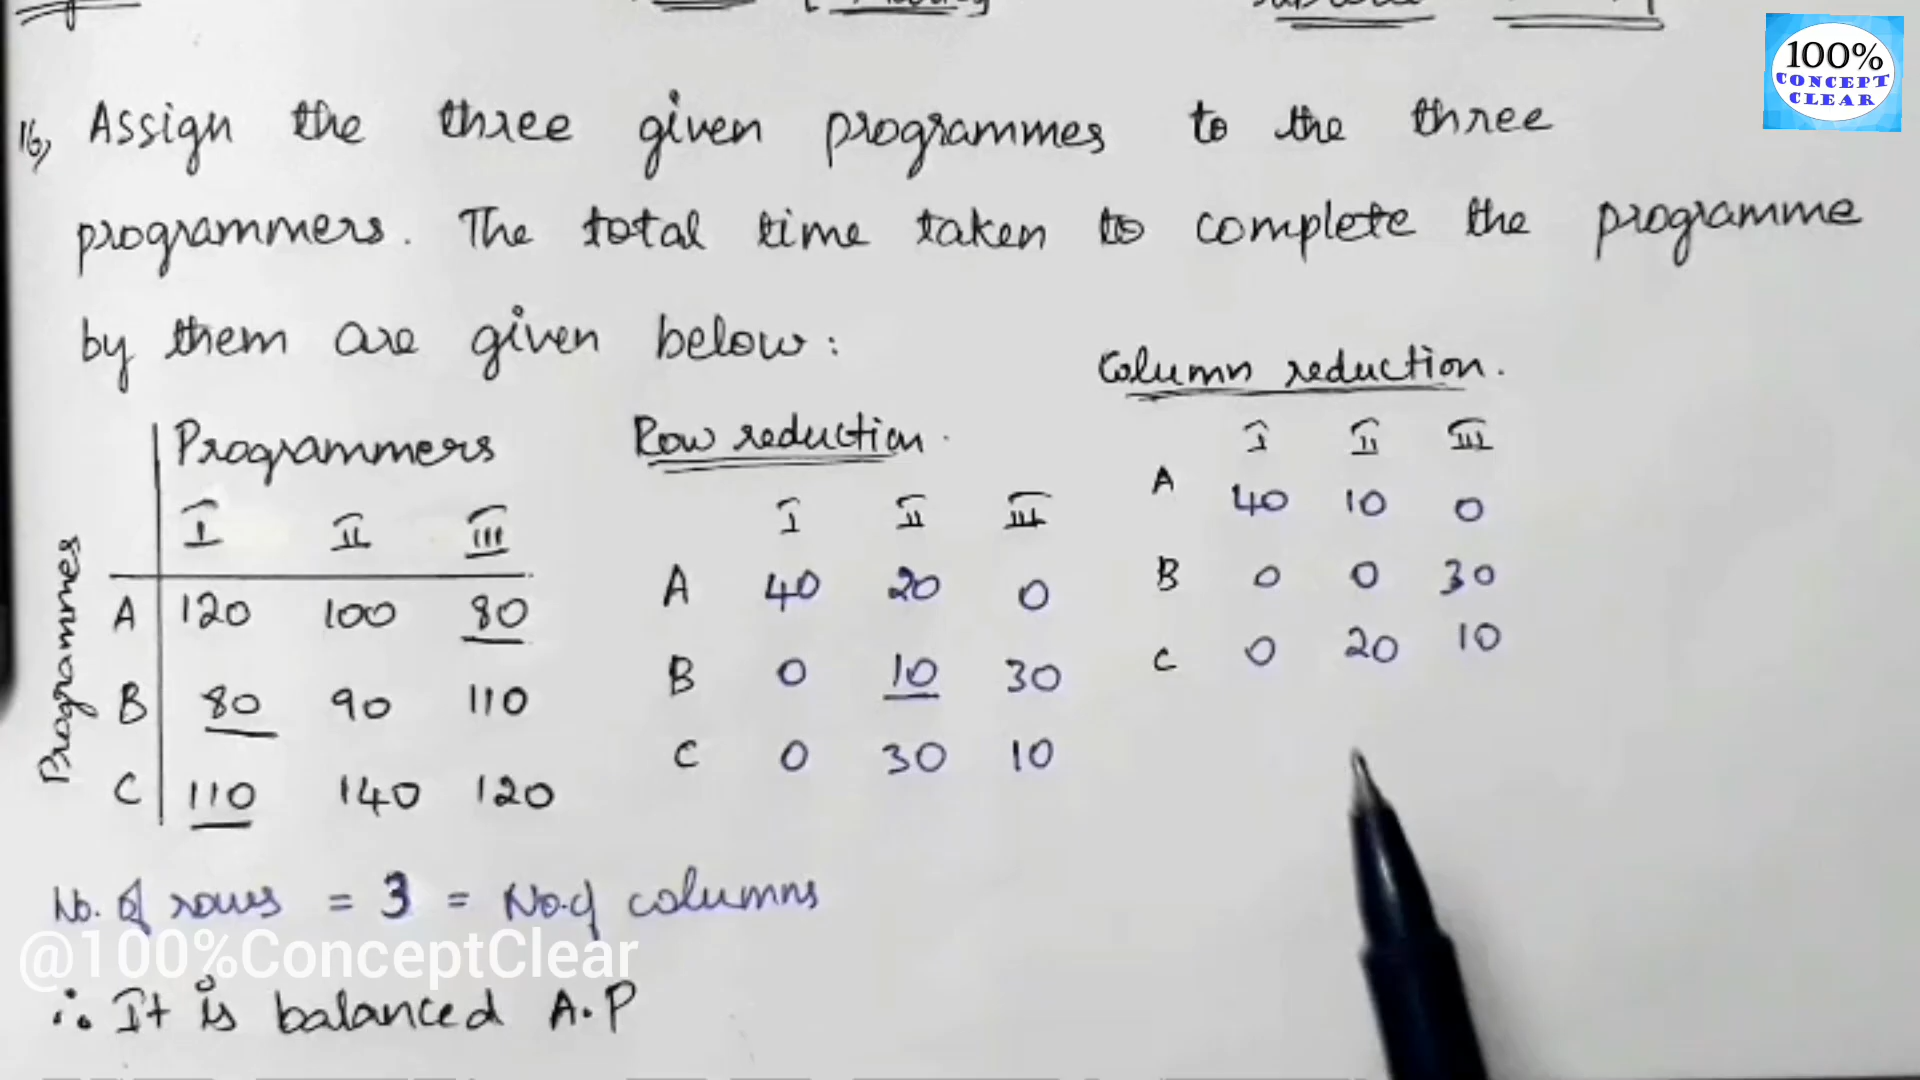 100%
CONCEPT
CLEAR
16, Assign the three given programmes to the three
programmers. The total time taken to complete the programme
by them are given below:
Programmers
I II III
Programmes
A 120 100 80
B 80 90 110
C 110 140 120
Row reduction.
I II III
A 40 20 0
B 0 10 30
C 0 30 10
Column reduction.
I II III
A 40 10 0
B 0 0 30
C 0 20 10
No. of rows = 3 = No.of columns
@100%ConceptClear
∴ It is balanced A.P